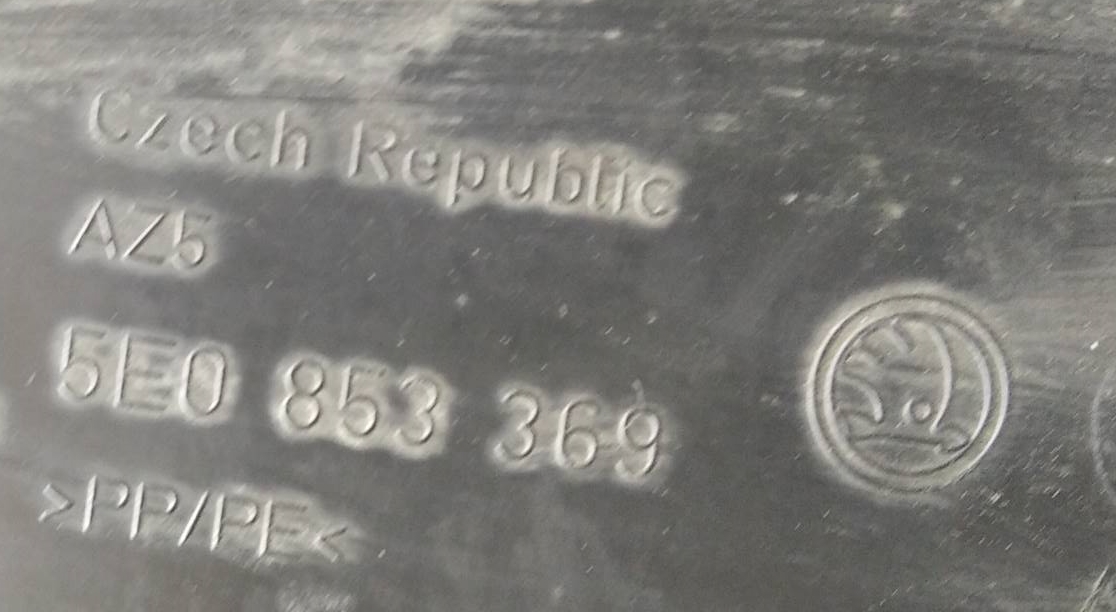 Czech Republic
AZ5
5E0 853 369
>PP/PE<